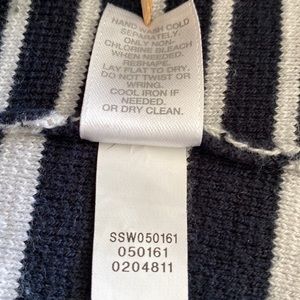 HAND WASH COLD
SEPARATELY.
ONLY NON-
CHLORINE BLEACH
WHEN NEEDED.
RESHAPE.
LAY FLAT TO DRY.
DO NOT TWIST OR
WRING.
COOL IRON IF
NEEDED.
OR DRY CLEAN.
SSW050161
050161
0204811